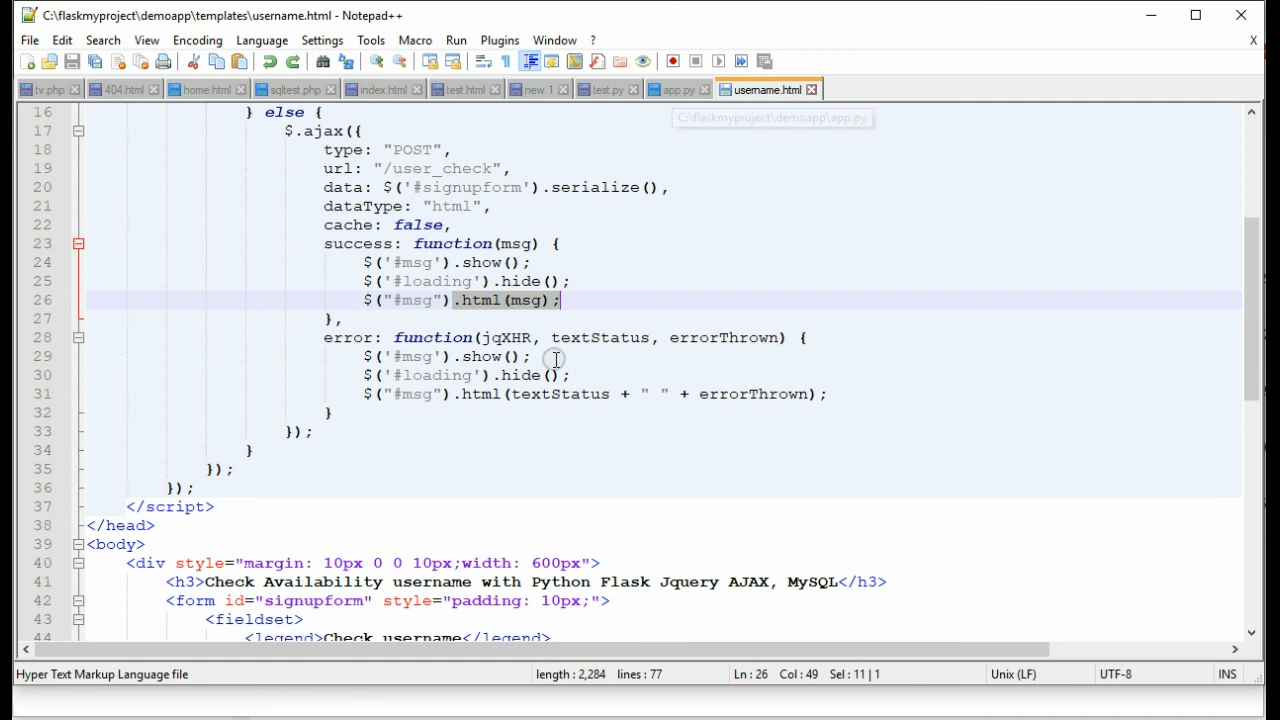 C:\flaskmyproject\demoapp\templates\username.html - Notepad++
File Edit Search View Encoding Language Settings Tools Macro Run Plugins Window ? X
tv.php 404.html home.html sqltest.php index.html test.html new 1 test.py app.py username.html
C:\flaskmyproject\demoapp\app.py
16 } else {
17 $.ajax({
18 type: "POST",
19 url: "/user_check",
20 data: $('#signupform').serialize(),
21 dataType: "html",
22 cache: false,
23 success: function(msg) {
24 $('#msg').show();
25 $('#loading').hide();
26 $("#msg").html(msg);
27 },
28 error: function(jqXHR, textStatus, errorThrown) {
29 $('#msg').show();
30 $('#loading').hide();
31 $("#msg").html(textStatus + " " + errorThrown);
32 }
33 });
34 }
35 });
36 });
37 </script>
38 </head>
39 <body>
40 <div style="margin: 10px 0 0 10px;width: 600px">
41 <h3>Check Availability username with Python Flask Jquery AJAX, MySQL</h3>
42 <form id="signupform" style="padding: 10px;">
43 <fieldset>
44 <legend>Check username</legend>
Hyper Text Markup Language file length : 2,284 lines : 77 Ln : 26 Col : 49 Sel : 11 | 1 Unix (LF) UTF-8 INS